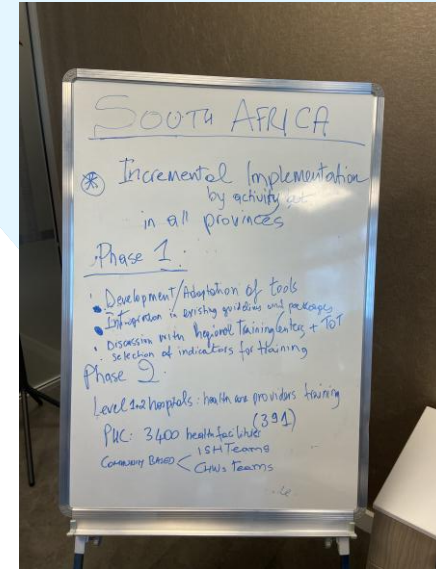 SOUTH AFRICA
* Incremental Implementation
by activity
in all provinces
Phase 1:
• Development/Adaptation of tools
• Integration in existing guidelines and packages
• Discussion with Regional Training Centers + TOT
• Selection of indicators for training
Phase 2
Level 1+2 hospitals: health care providers training
(391)
PHC: 3400 health facilities
COMMUNITY BASED < ISH Teams
CHWs Teams